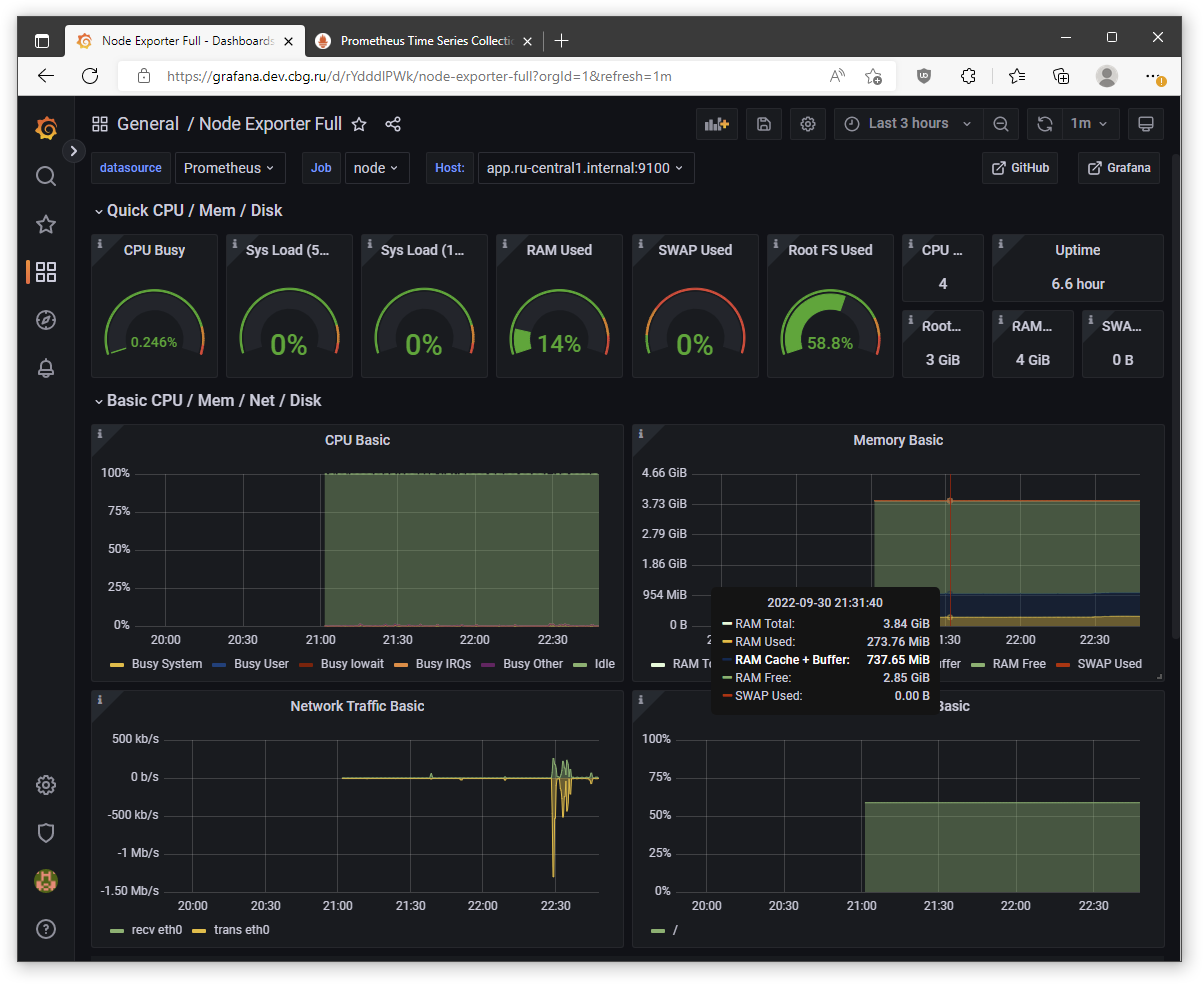 Node Exporter Full - Dashboards
Prometheus Time Series Collectio
https://grafana.dev.cbg.ru/d/rYdddlPWk/node-exporter-full?orgId=1&refresh=1m
General / Node Exporter Full
Last 3 hours
1m
datasource
Prometheus
Job
node
Host:
app.ru-central1.internal:9100
GitHub
Grafana
Quick CPU / Mem / Disk
CPU Busy
0.246%
Sys Load (5...
0%
Sys Load (1...
0%
RAM Used
14%
SWAP Used
0%
Root FS Used
58.8%
CPU ...
4
Uptime
6.6 hour
Root...
3 GiB
RAM...
4 GiB
SWA...
0 B
Basic CPU / Mem / Net / Disk
CPU Basic
100%
75%
50%
25%
0%
20:00 20:30 21:00 21:30 22:00 22:30
Busy System Busy User Busy Iowait Busy IRQs Busy Other Idle
Memory Basic
4.66 GiB
3.73 GiB
2.79 GiB
1.86 GiB
954 MiB
0 B
2
1:30 22:00 22:30
RAM To
uffer RAM Free SWAP Used
2022-09-30 21:31:40
RAM Total: 3.84 GiB
RAM Used: 273.76 MiB
RAM Cache + Buffer: 737.65 MiB
RAM Free: 2.85 GiB
SWAP Used: 0.00 B
Network Traffic Basic
500 kb/s
0 b/s
-500 kb/s
-1 Mb/s
-1.50 Mb/s
20:00 20:30 21:00 21:30 22:00 22:30
recv eth0 trans eth0
Basic
100%
75%
50%
25%
0%
20:00 20:30 21:00 21:30 22:00 22:30
/